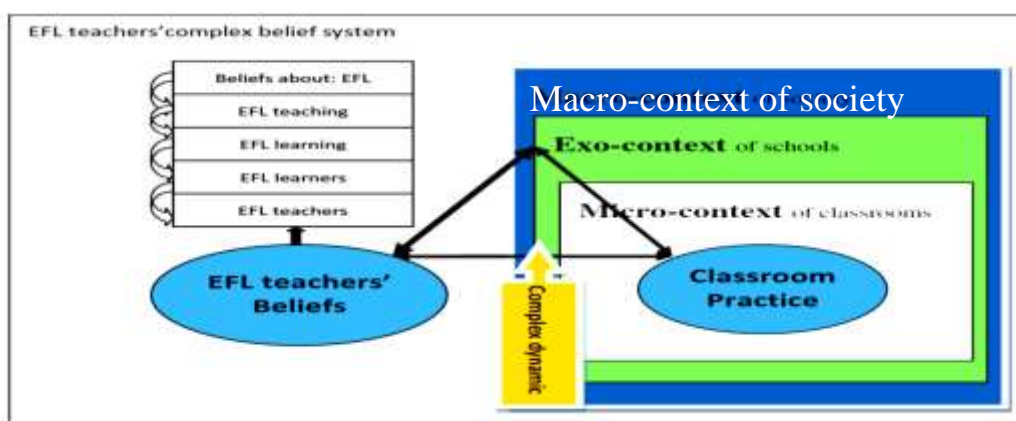 EFL teachers'complex belief system
Beliefs about: EFL
EFL teaching
EFL learning
EFL learners
EFL teachers
EFL teachers'
Beliefs
Macro-context of society
Exo-context of schools
Micro-context of classrooms
Classroom
Practice
Complex dynamic